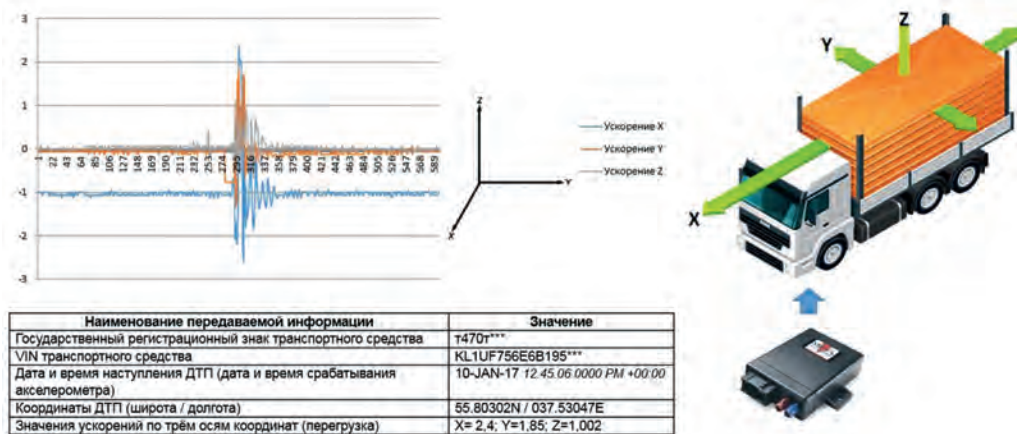 3
2
1
0
-1
-2
-3
1 22 43 64 85 106 127 148 169 190 211 232 253 274 295 316 337 358 379 400 421 442 463 484 505 526 547 568 589
Ускорение X
Ускорение Y
Ускорение Z
Z
Y
X
Z
Y
X
Наименование передаваемой информации Значение
Государственный регистрационный знак транспортного средства т470т***
VIN транспортного средства KL1UF756E6B195***
Дата и время наступления ДТП (дата и время срабатывания акселерометра) 10-JAN-17 12.45.06.0000 PM +00:00
Координаты ДТП (широта / долгота) 55.80302N / 037.53047E
Значения ускорений по трём осям координат (перегрузка) X= 2,4; Y=1,85; Z=1,002